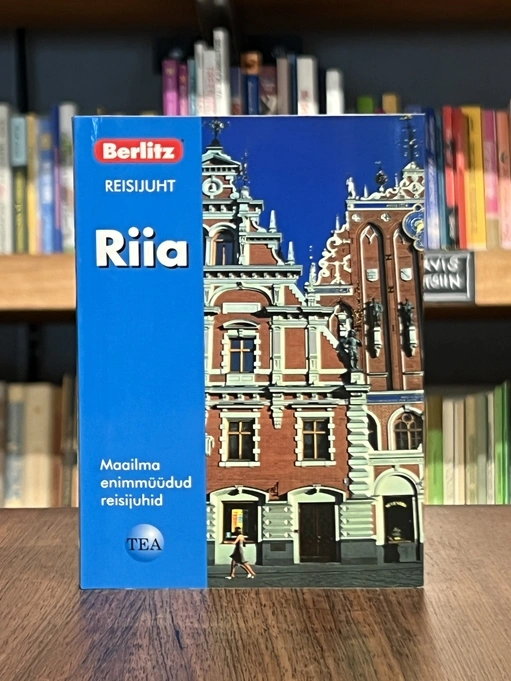 Berlitz
REISIJUHT
Riia
Maailma
enimmüüdud
reisijuhid
TEA